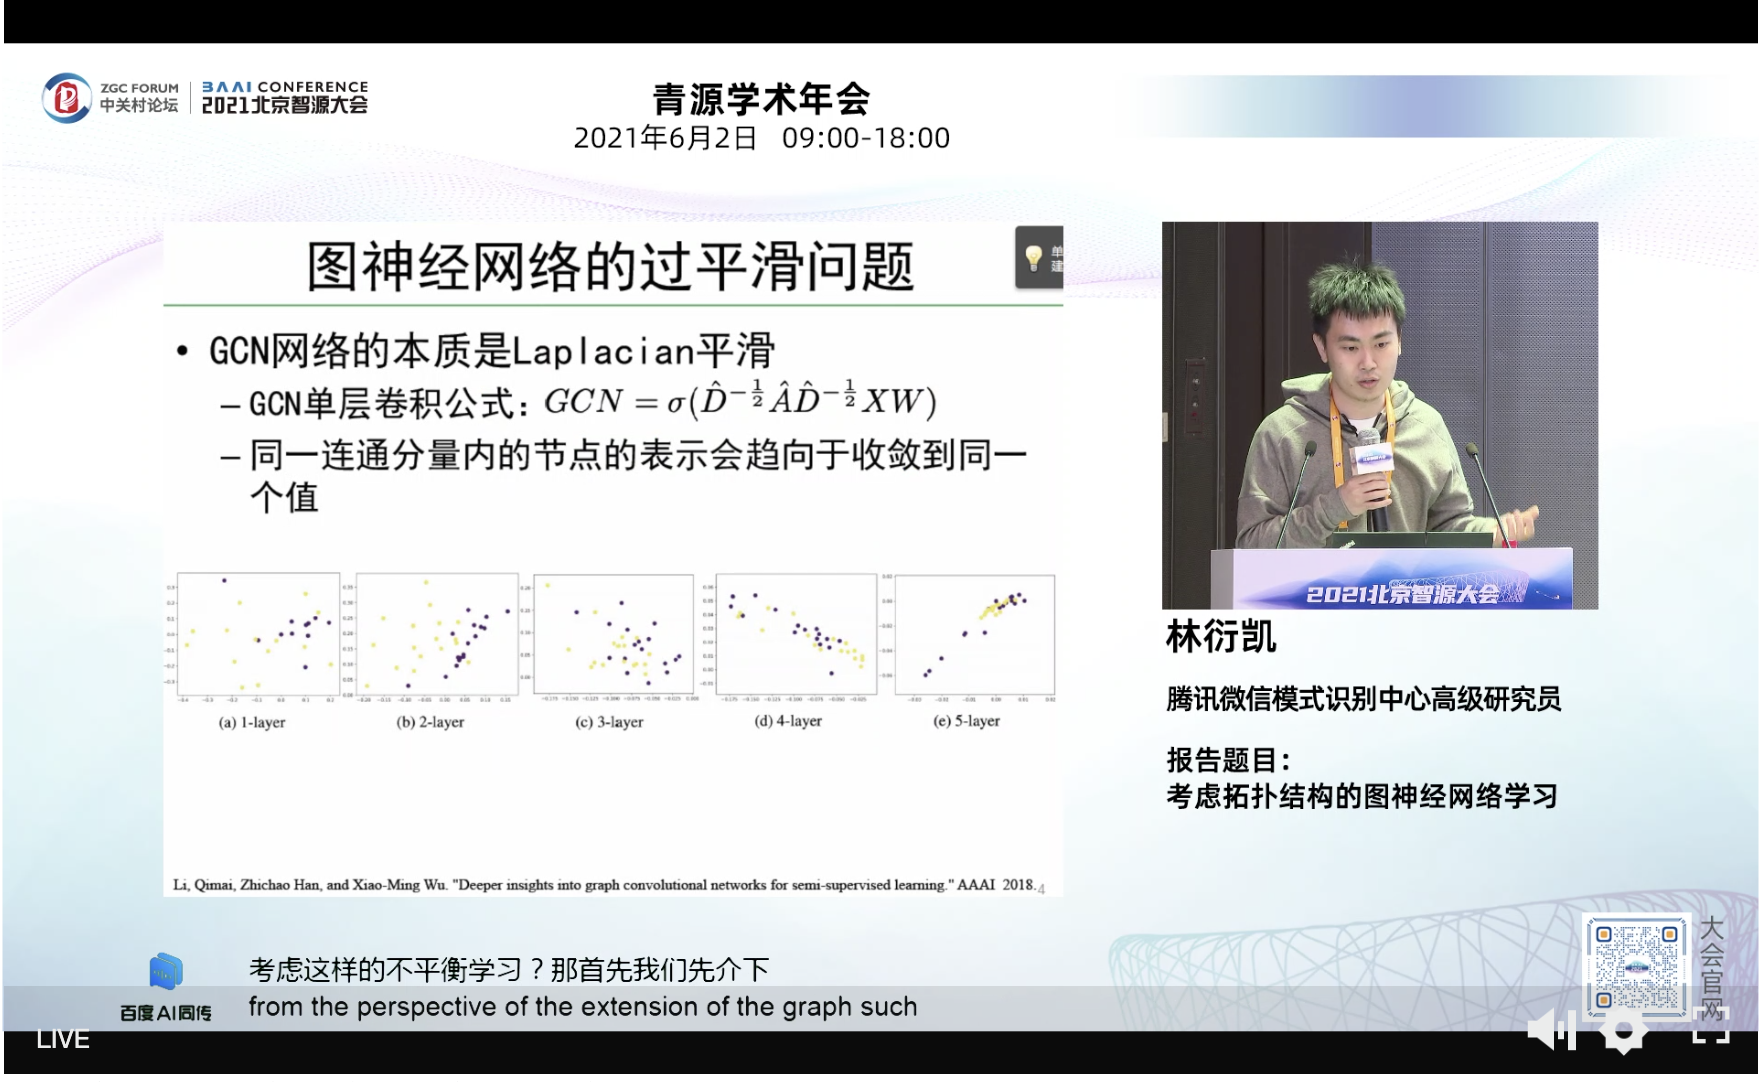 ZGC FORUM
中关村论坛
BAAI CONFERENCE
2021北京智源大会
青源学术年会
2021年6月2日 09:00-18:00
图神经网络的过平滑问题
单
建
• GCN网络的本质是Laplacian平滑
– GCN单层卷积公式: GCN = σ(D̂^{-1/2} Â D̂^{-1/2} XW)
– 同一连通分量内的节点的表示会趋向于收敛到同一
个值
(a) 1-layer
(b) 2-layer
(c) 3-layer
(d) 4-layer
(e) 5-layer
Li, Qimai, Zhichao Han, and Xiao-Ming Wu. "Deeper insights into graph convolutional networks for semi-supervised learning." AAAI 2018.
4
2021北京智源大会
林衍凯
腾讯微信模式识别中心高级研究员
报告题目：
考虑拓扑结构的图神经网络学习
大会官网
百度AI同传
考虑这样的不平衡学习？那首先我们先介下
from the perspective of the extension of the graph such
LIVE